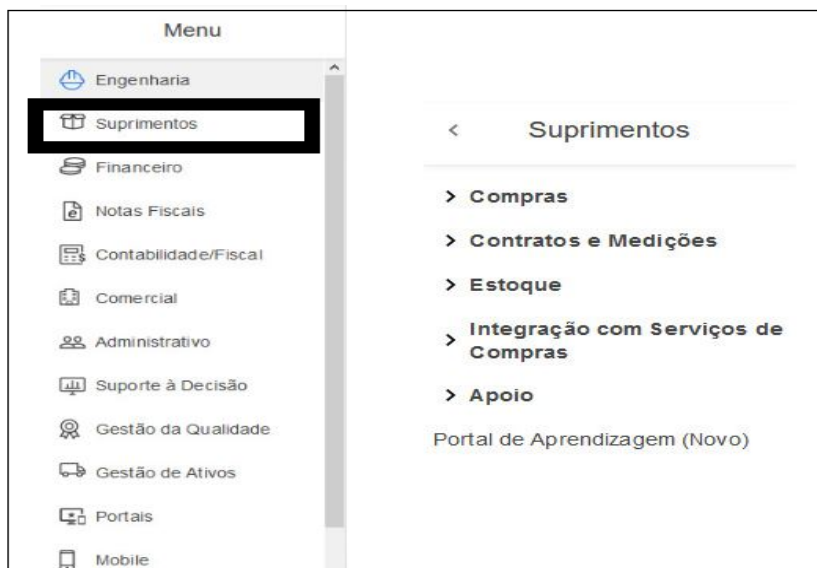 Menu
Engenharia
Suprimentos
Financeiro
Notas Fiscais
Contabilidade/Fiscal
Comercial
Administrativo
Suporte à Decisão
Gestão da Qualidade
Gestão de Ativos
Portais
Mobile
Suprimentos
Compras
Contratos e Medições
Estoque
Integração com Serviços de
Compras
Apoio
Portal de Aprendizagem (Novo)